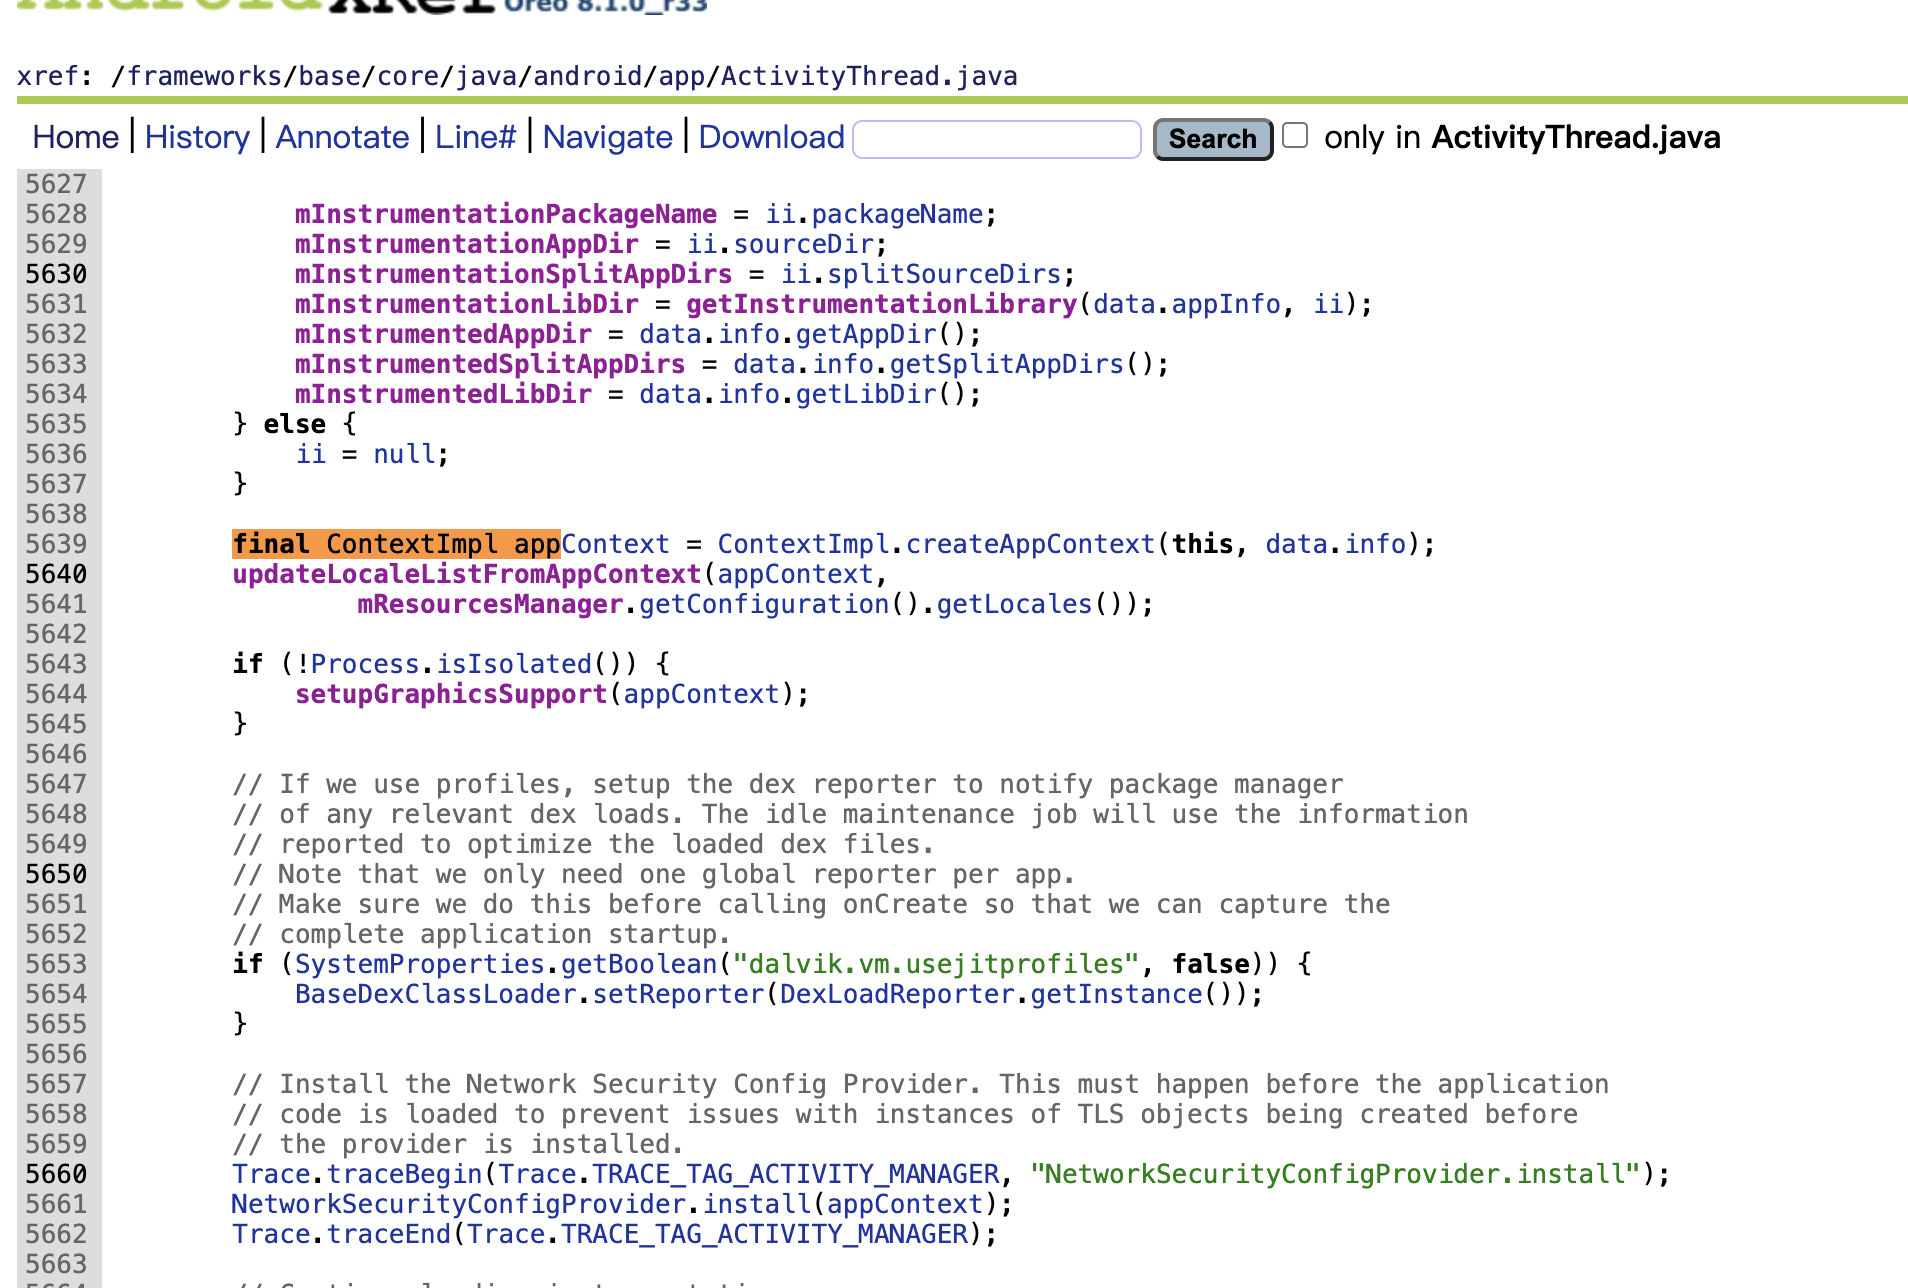 AndroidXRef Oreo 8.1.0_r33
xref: /frameworks/base/core/java/android/app/ActivityThread.java
Home | History | Annotate | Line# | Navigate | Download Search only in ActivityThread.java
5627
5628 mInstrumentationPackageName = ii.packageName;
5629 mInstrumentationAppDir = ii.sourceDir;
5630 mInstrumentationSplitAppDirs = ii.splitSourceDirs;
5631 mInstrumentationLibDir = getInstrumentationLibrary(data.appInfo, ii);
5632 mInstrumentedAppDir = data.info.getAppDir();
5633 mInstrumentedSplitAppDirs = data.info.getSplitAppDirs();
5634 mInstrumentedLibDir = data.info.getLibDir();
5635 } else {
5636 ii = null;
5637 }
5638
5639 final ContextImpl appContext = ContextImpl.createAppContext(this, data.info);
5640 updateLocaleListFromAppContext(appContext,
5641 mResourcesManager.getConfiguration().getLocales());
5642
5643 if (!Process.isIsolated()) {
5644 setupGraphicsSupport(appContext);
5645 }
5646
5647 // If we use profiles, setup the dex reporter to notify package manager
5648 // of any relevant dex loads. The idle maintenance job will use the information
5649 // reported to optimize the loaded dex files.
5650 // Note that we only need one global reporter per app.
5651 // Make sure we do this before calling onCreate so that we can capture the
5652 // complete application startup.
5653 if (SystemProperties.getBoolean("dalvik.vm.usejitprofiles", false)) {
5654 BaseDexClassLoader.setReporter(DexLoadReporter.getInstance());
5655 }
5656
5657 // Install the Network Security Config Provider. This must happen before the application
5658 // code is loaded to prevent issues with instances of TLS objects being created before
5659 // the provider is installed.
5660 Trace.traceBegin(Trace.TRACE_TAG_ACTIVITY_MANAGER, "NetworkSecurityConfigProvider.install");
5661 NetworkSecurityConfigProvider.install(appContext);
5662 Trace.traceEnd(Trace.TRACE_TAG_ACTIVITY_MANAGER);
5663